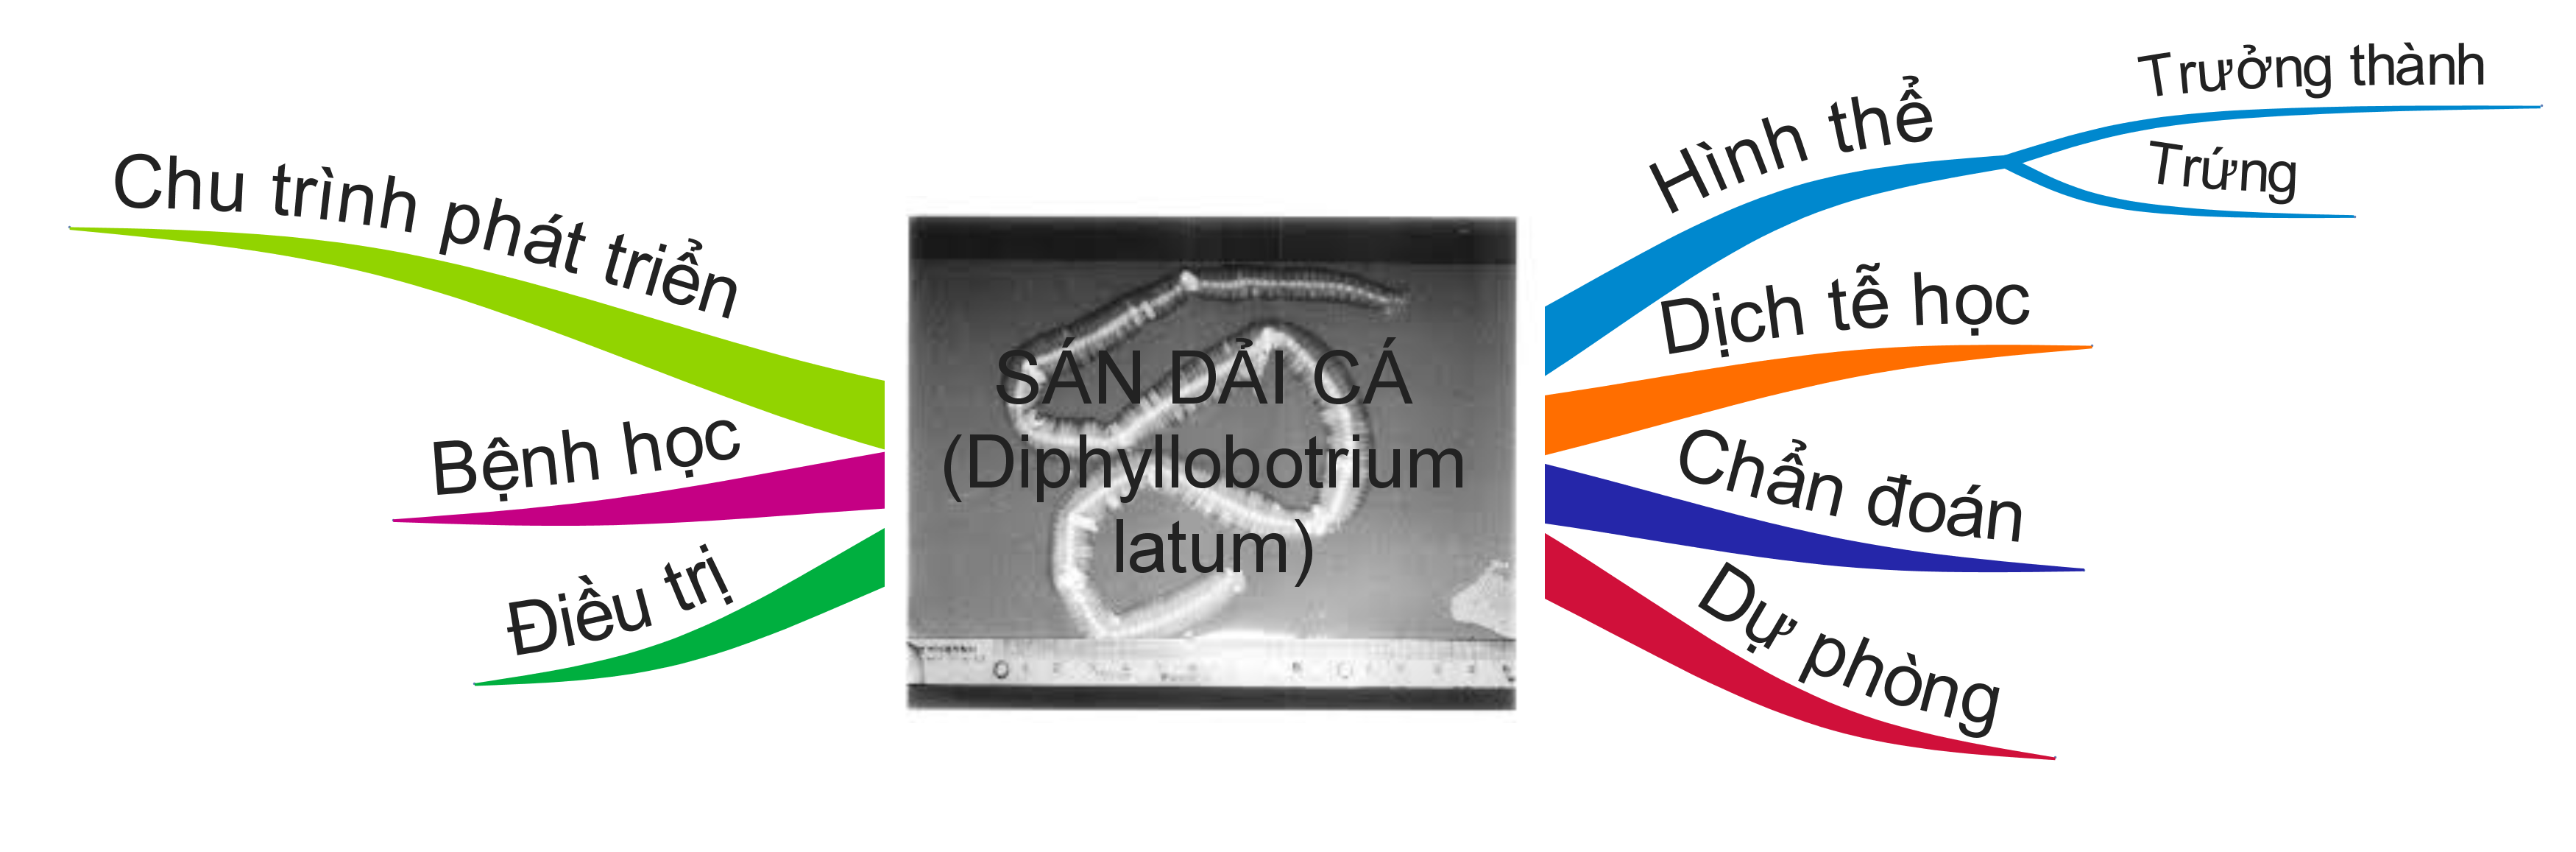 SÁN DẢI CÁ
(Diphyllobotrium
latum)
Hình thể
Trưởng thành
Trứng
Dịch tễ học
Chẩn đoán
Dự phòng
Chu trình phát triển
Bệnh học
Điều trị